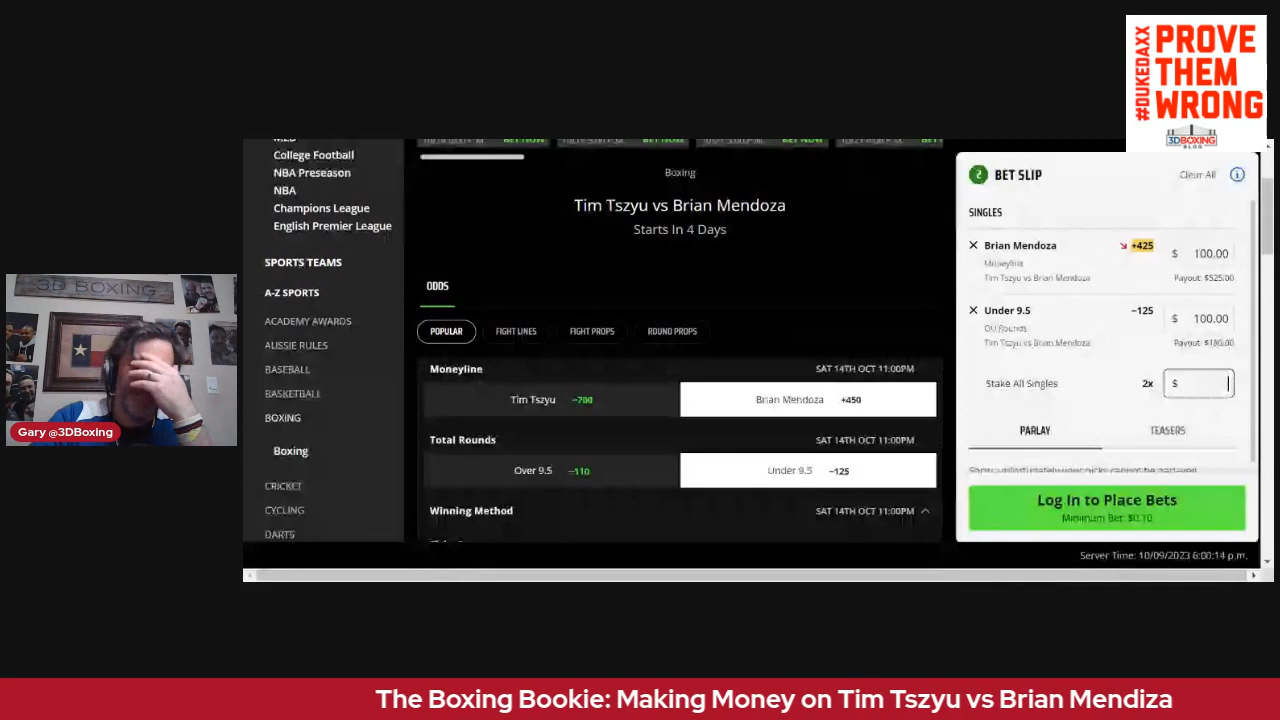 #DUKEDAXX
PROVE
THEM
WRONG
3DBOXING
BLOG
College Football
NBA Preseason
NBA
Champions League
English Premier League
SPORTS TEAMS
A-Z SPORTS
ACADEMY AWARDS
AUSSIE RULES
BASEBALL
BASKETBALL
BOXING
Boxing
CRICKET
CYCLING
DARTS
Boxing
Tim Tszyu vs Brian Mendoza
Starts In 4 Days
ODDS
POPULAR FIGHT LINES FIGHT PROPS ROUND PROPS
Moneyline SAT 14TH OCT 11:00PM
Tim Tszyu -700 Brian Mendoza +450
Total Rounds SAT 14TH OCT 11:00PM
Over 9.5 -110 Under 9.5 -125
Winning Method SAT 14TH OCT 11:00PM
2 BET SLIP Clear All i
SINGLES
Brian Mendoza +425 $ 100.00
Moneyline
Tim Tszyu vs Brian Mendoza Payout: $525.00
Under 9.5 -125 $ 100.00
OU Rounds
Tim Tszyu vs Brian Mendoza Payout: $180.00
Stake All Singles 2x $
PARLAY TEASERS
Log In to Place Bets
Minimum Bet: $0.10
Server Time: 10/09/2023 6:00:14 p.m.
3D BOXING
Gary @3DBoxing
The Boxing Bookie: Making Money on Tim Tszyu vs Brian Mendiza